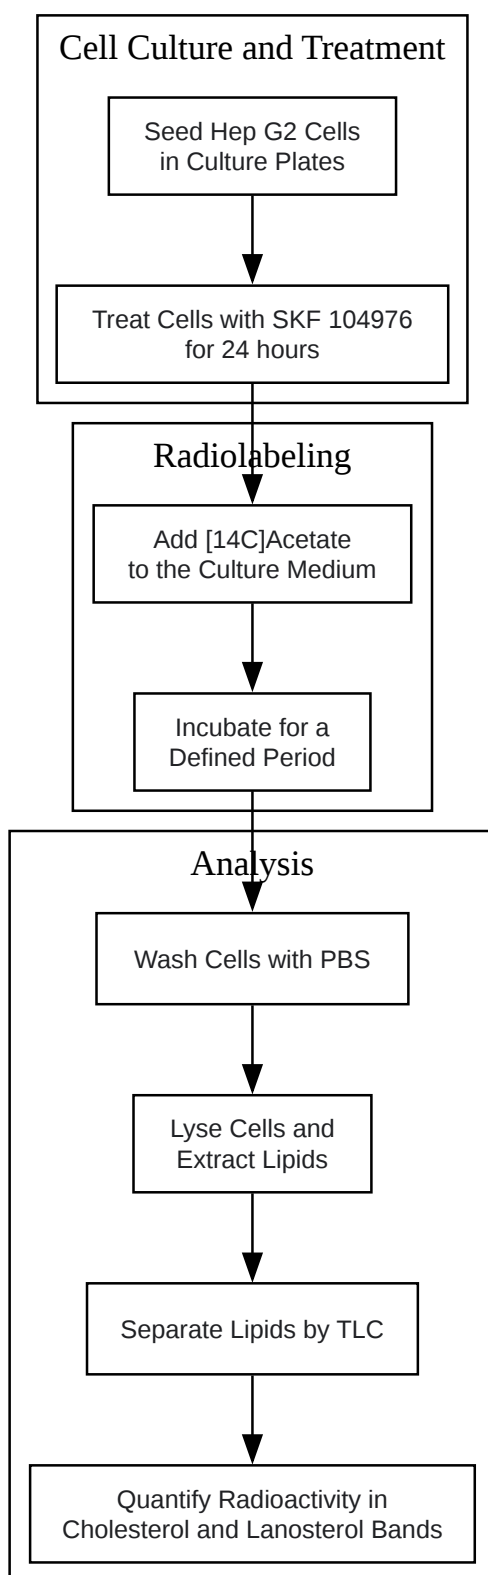 Cell Culture and Treatment
Seed Hep G2 Cells
in Culture Plates
Treat Cells with SKF 104976
for 24 hours
Radiolabeling
Add [14C]Acetate
to the Culture Medium
Incubate for a
Defined Period
Analysis
Wash Cells with PBS
Lyse Cells and
Extract Lipids
Separate Lipids by TLC
Quantify Radioactivity in
Cholesterol and Lanosterol Bands